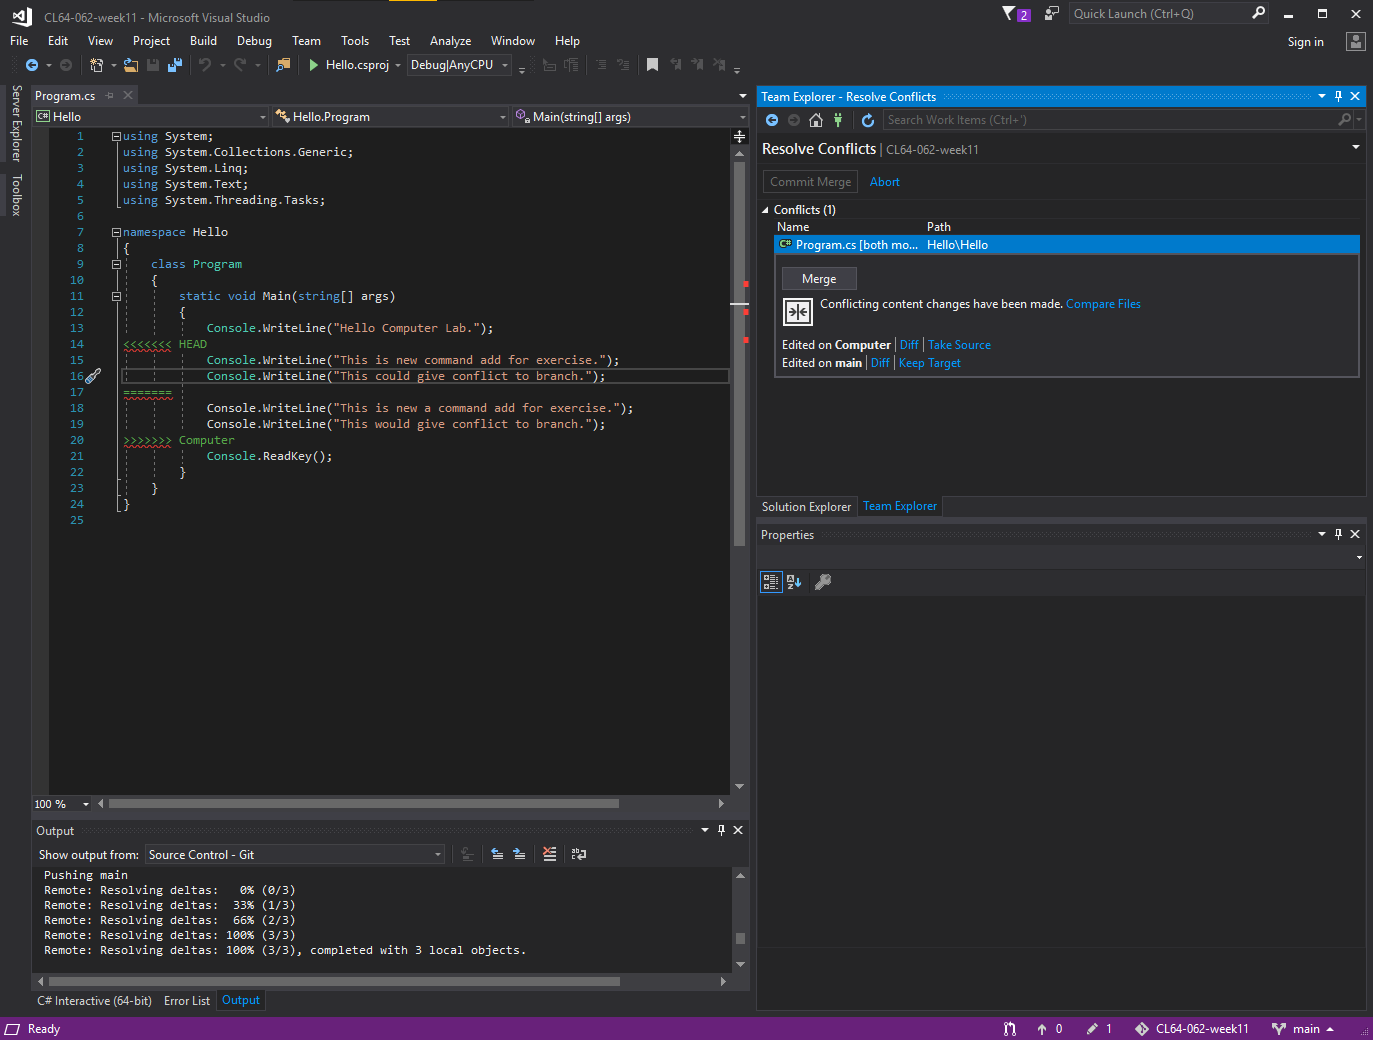 CL64-062-week11 - Microsoft Visual Studio
2
Quick Launch (Ctrl+Q)
File Edit View Project Build Debug Team Tools Test Analyze Window Help
Sign in
Hello.csproj Debug|AnyCPU
Server Explorer
Toolbox
Program.cs
C# Hello Hello.Program Main(string[] args)
1 using System;
2 using System.Collections.Generic;
3 using System.Linq;
4 using System.Text;
5 using System.Threading.Tasks;
6
7 namespace Hello
8 {
9 class Program
10 {
11 static void Main(string[] args)
12 {
13 Console.WriteLine("Hello Computer Lab.");
14 <<<<<<< HEAD
15 Console.WriteLine("This is new command add for exercise.");
16 Console.WriteLine("This could give conflict to branch.");
17 =======
18 Console.WriteLine("This is new a command add for exercise.");
19 Console.WriteLine("This would give conflict to branch.");
20 >>>>>>> Computer
21 Console.ReadKey();
22 }
23 }
24 }
25
100 %
Output
Show output from: Source Control - Git
Pushing main
Remote: Resolving deltas: 0% (0/3)
Remote: Resolving deltas: 33% (1/3)
Remote: Resolving deltas: 66% (2/3)
Remote: Resolving deltas: 100% (3/3)
Remote: Resolving deltas: 100% (3/3), completed with 3 local objects.
C# Interactive (64-bit) Error List Output
Team Explorer - Resolve Conflicts
Search Work Items (Ctrl+')
Resolve Conflicts | CL64-062-week11
Commit Merge Abort
Conflicts (1)
Name Path
C# Program.cs [both mo... Hello\Hello
Merge
Conflicting content changes have been made. Compare Files
Edited on Computer | Diff | Take Source
Edited on main | Diff | Keep Target
Solution Explorer Team Explorer
Properties
Ready
0 1 CL64-062-week11 main